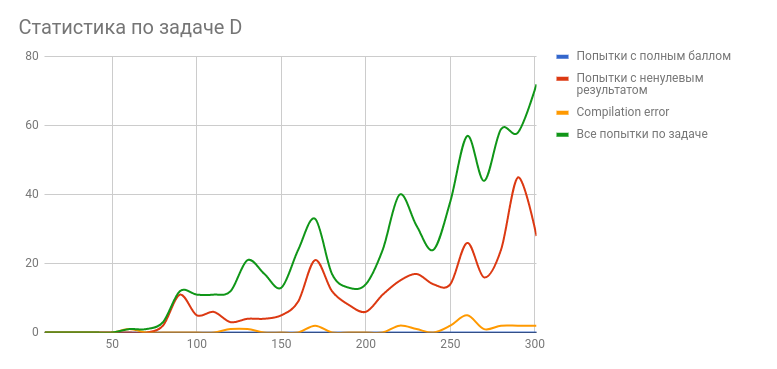 Статистика по задаче D
80
60
40
20
0
50
100
150
200
250
300
Попытки с полным баллом
Попытки с ненулевым
результатом
Compilation error
Все попытки по задаче